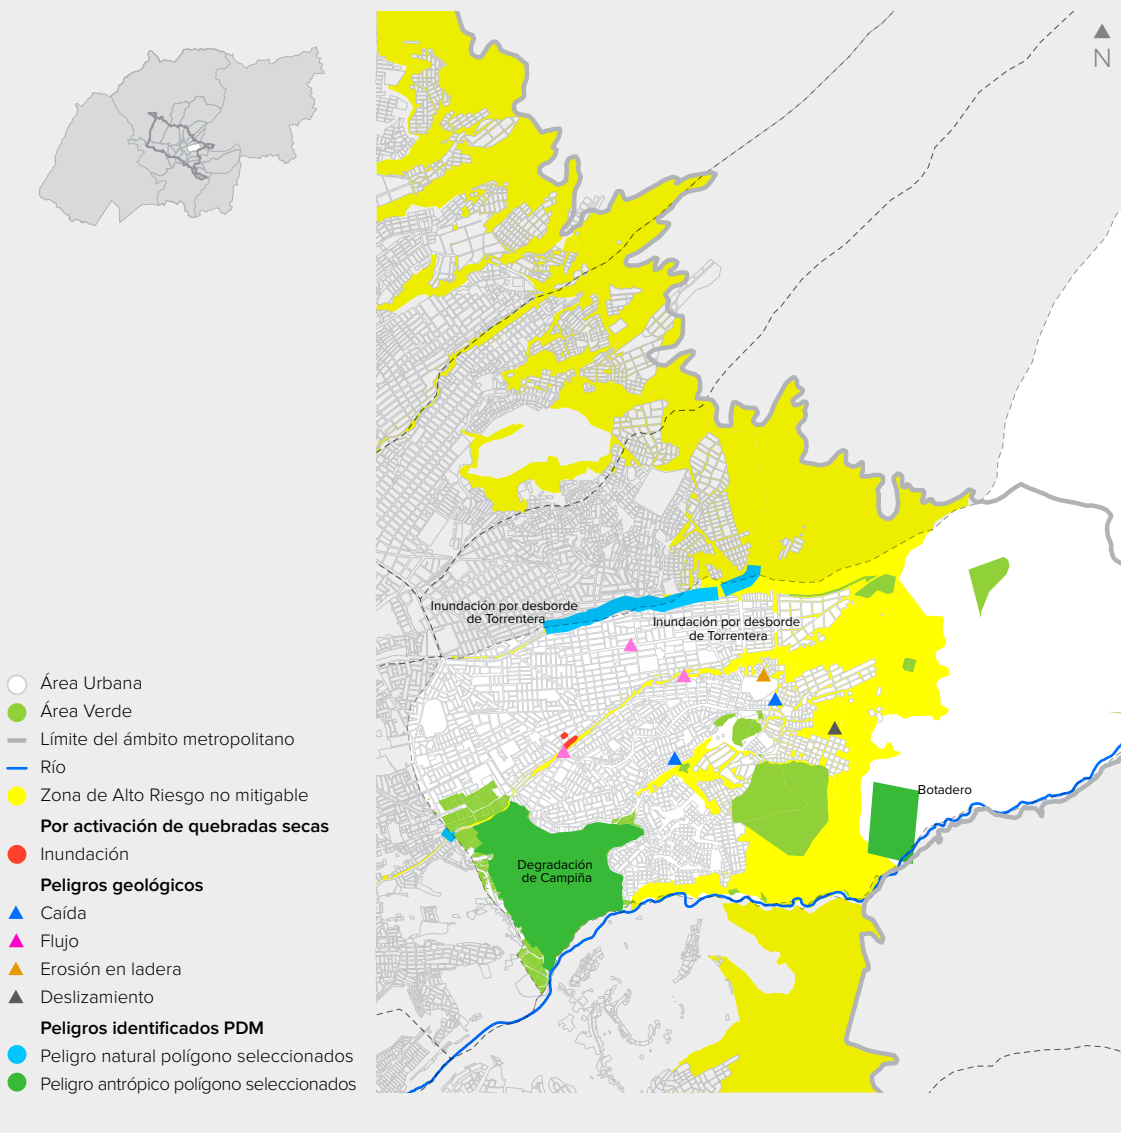 N
Inundación por desborde
de Torrentera
Inundación por desborde
de Torrentera
Botadero
Degradación
de Campiña
Área Urbana
Área Verde
Límite del ámbito metropolitano
Río
Zona de Alto Riesgo no mitigable
Por activación de quebradas secas
Inundación
Peligros geológicos
Caída
Flujo
Erosión en ladera
Deslizamiento
Peligros identificados PDM
Peligro natural polígono seleccionados
Peligro antrópico polígono seleccionados